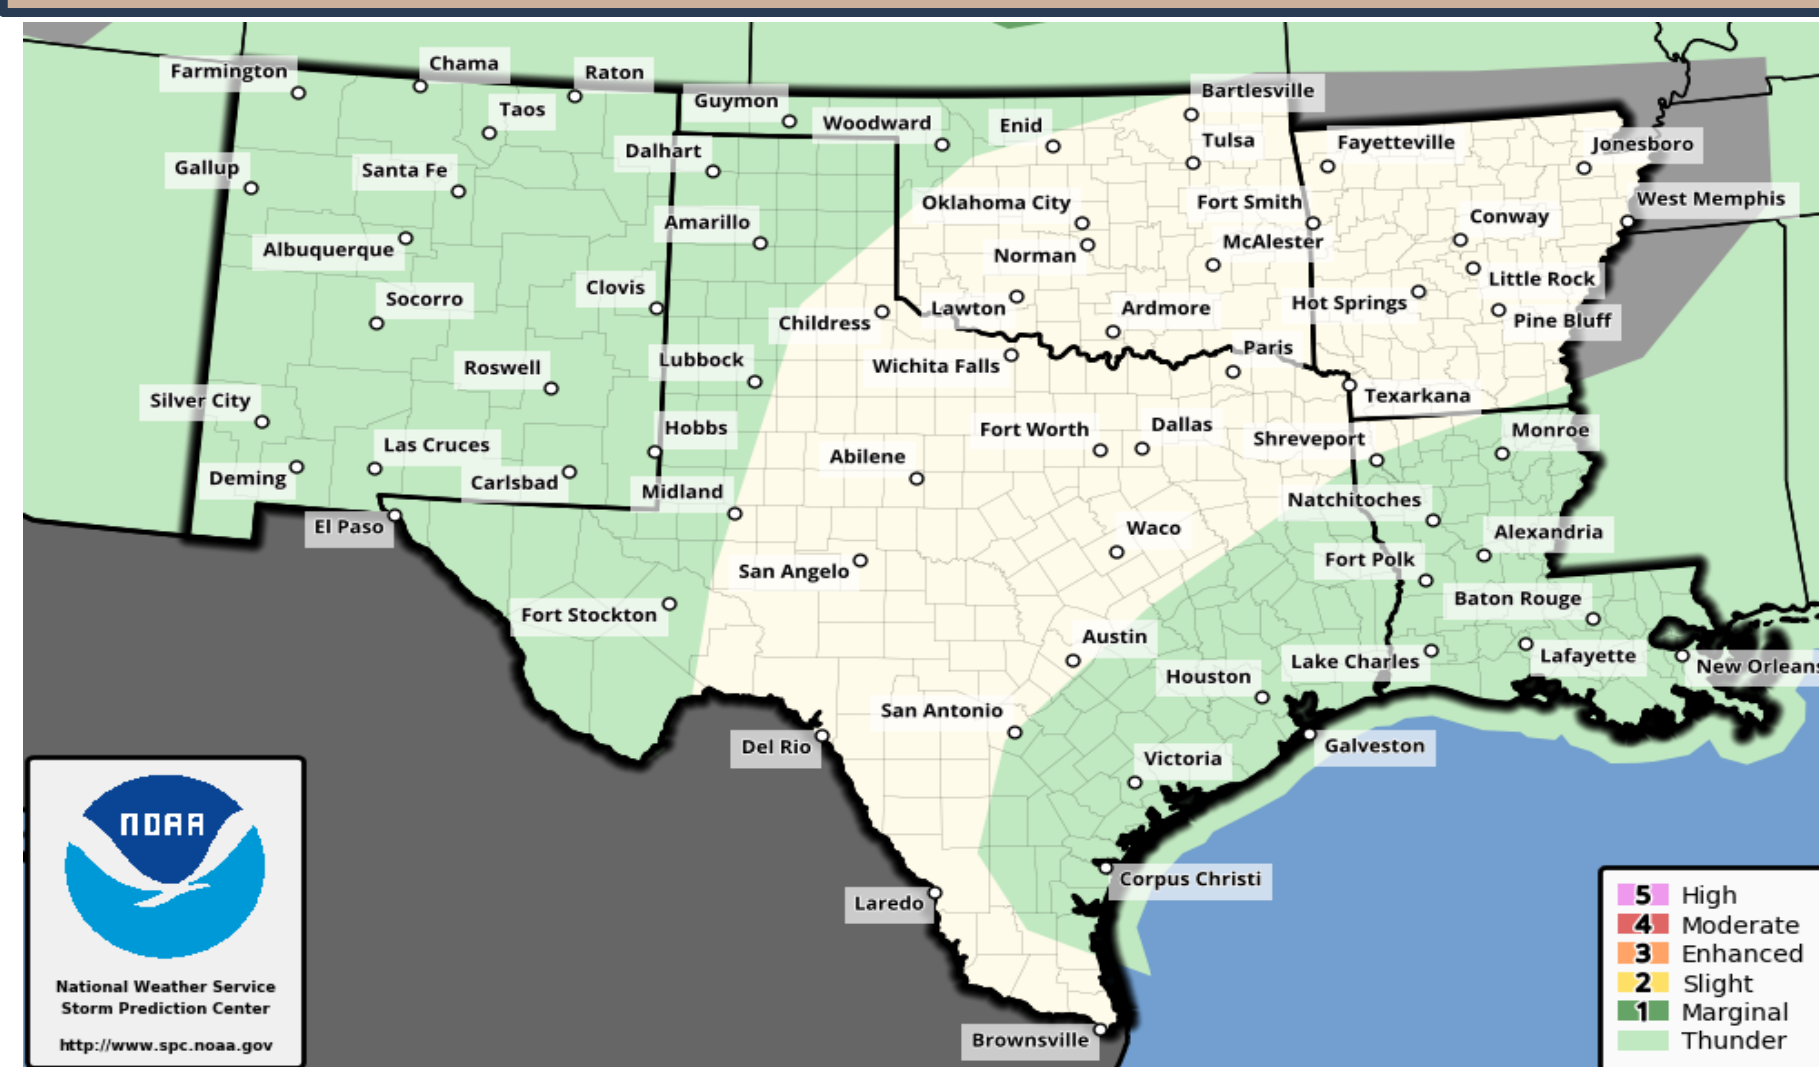 Farmington
Chama
Raton
Taos
Guymon
Woodward
Enid
Bartlesville
Tulsa
Fayetteville
Jonesboro
Gallup
Santa Fe
Dalhart
Oklahoma City
Fort Smith
West Memphis
Albuquerque
Amarillo
Norman
McAlester
Conway
Little Rock
Socorro
Clovis
Childress
Lawton
Ardmore
Hot Springs
Pine Bluff
Roswell
Lubbock
Wichita Falls
Paris
Texarkana
Silver City
Las Cruces
Hobbs
Fort Worth
Dallas
Shreveport
Monroe
Deming
Carlsbad
Midland
Abilene
Natchitoches
El Paso
San Angelo
Waco
Alexandria
Fort Polk
Fort Stockton
Austin
Baton Rouge
Lake Charles
Lafayette
New Orleans
Houston
San Antonio
Del Rio
Galveston
Victoria
Laredo
Corpus Christi
Brownsville
NOAA
National Weather Service
Storm Prediction Center
http://www.spc.noaa.gov
5 High
4 Moderate
3 Enhanced
2 Slight
1 Marginal
Thunder